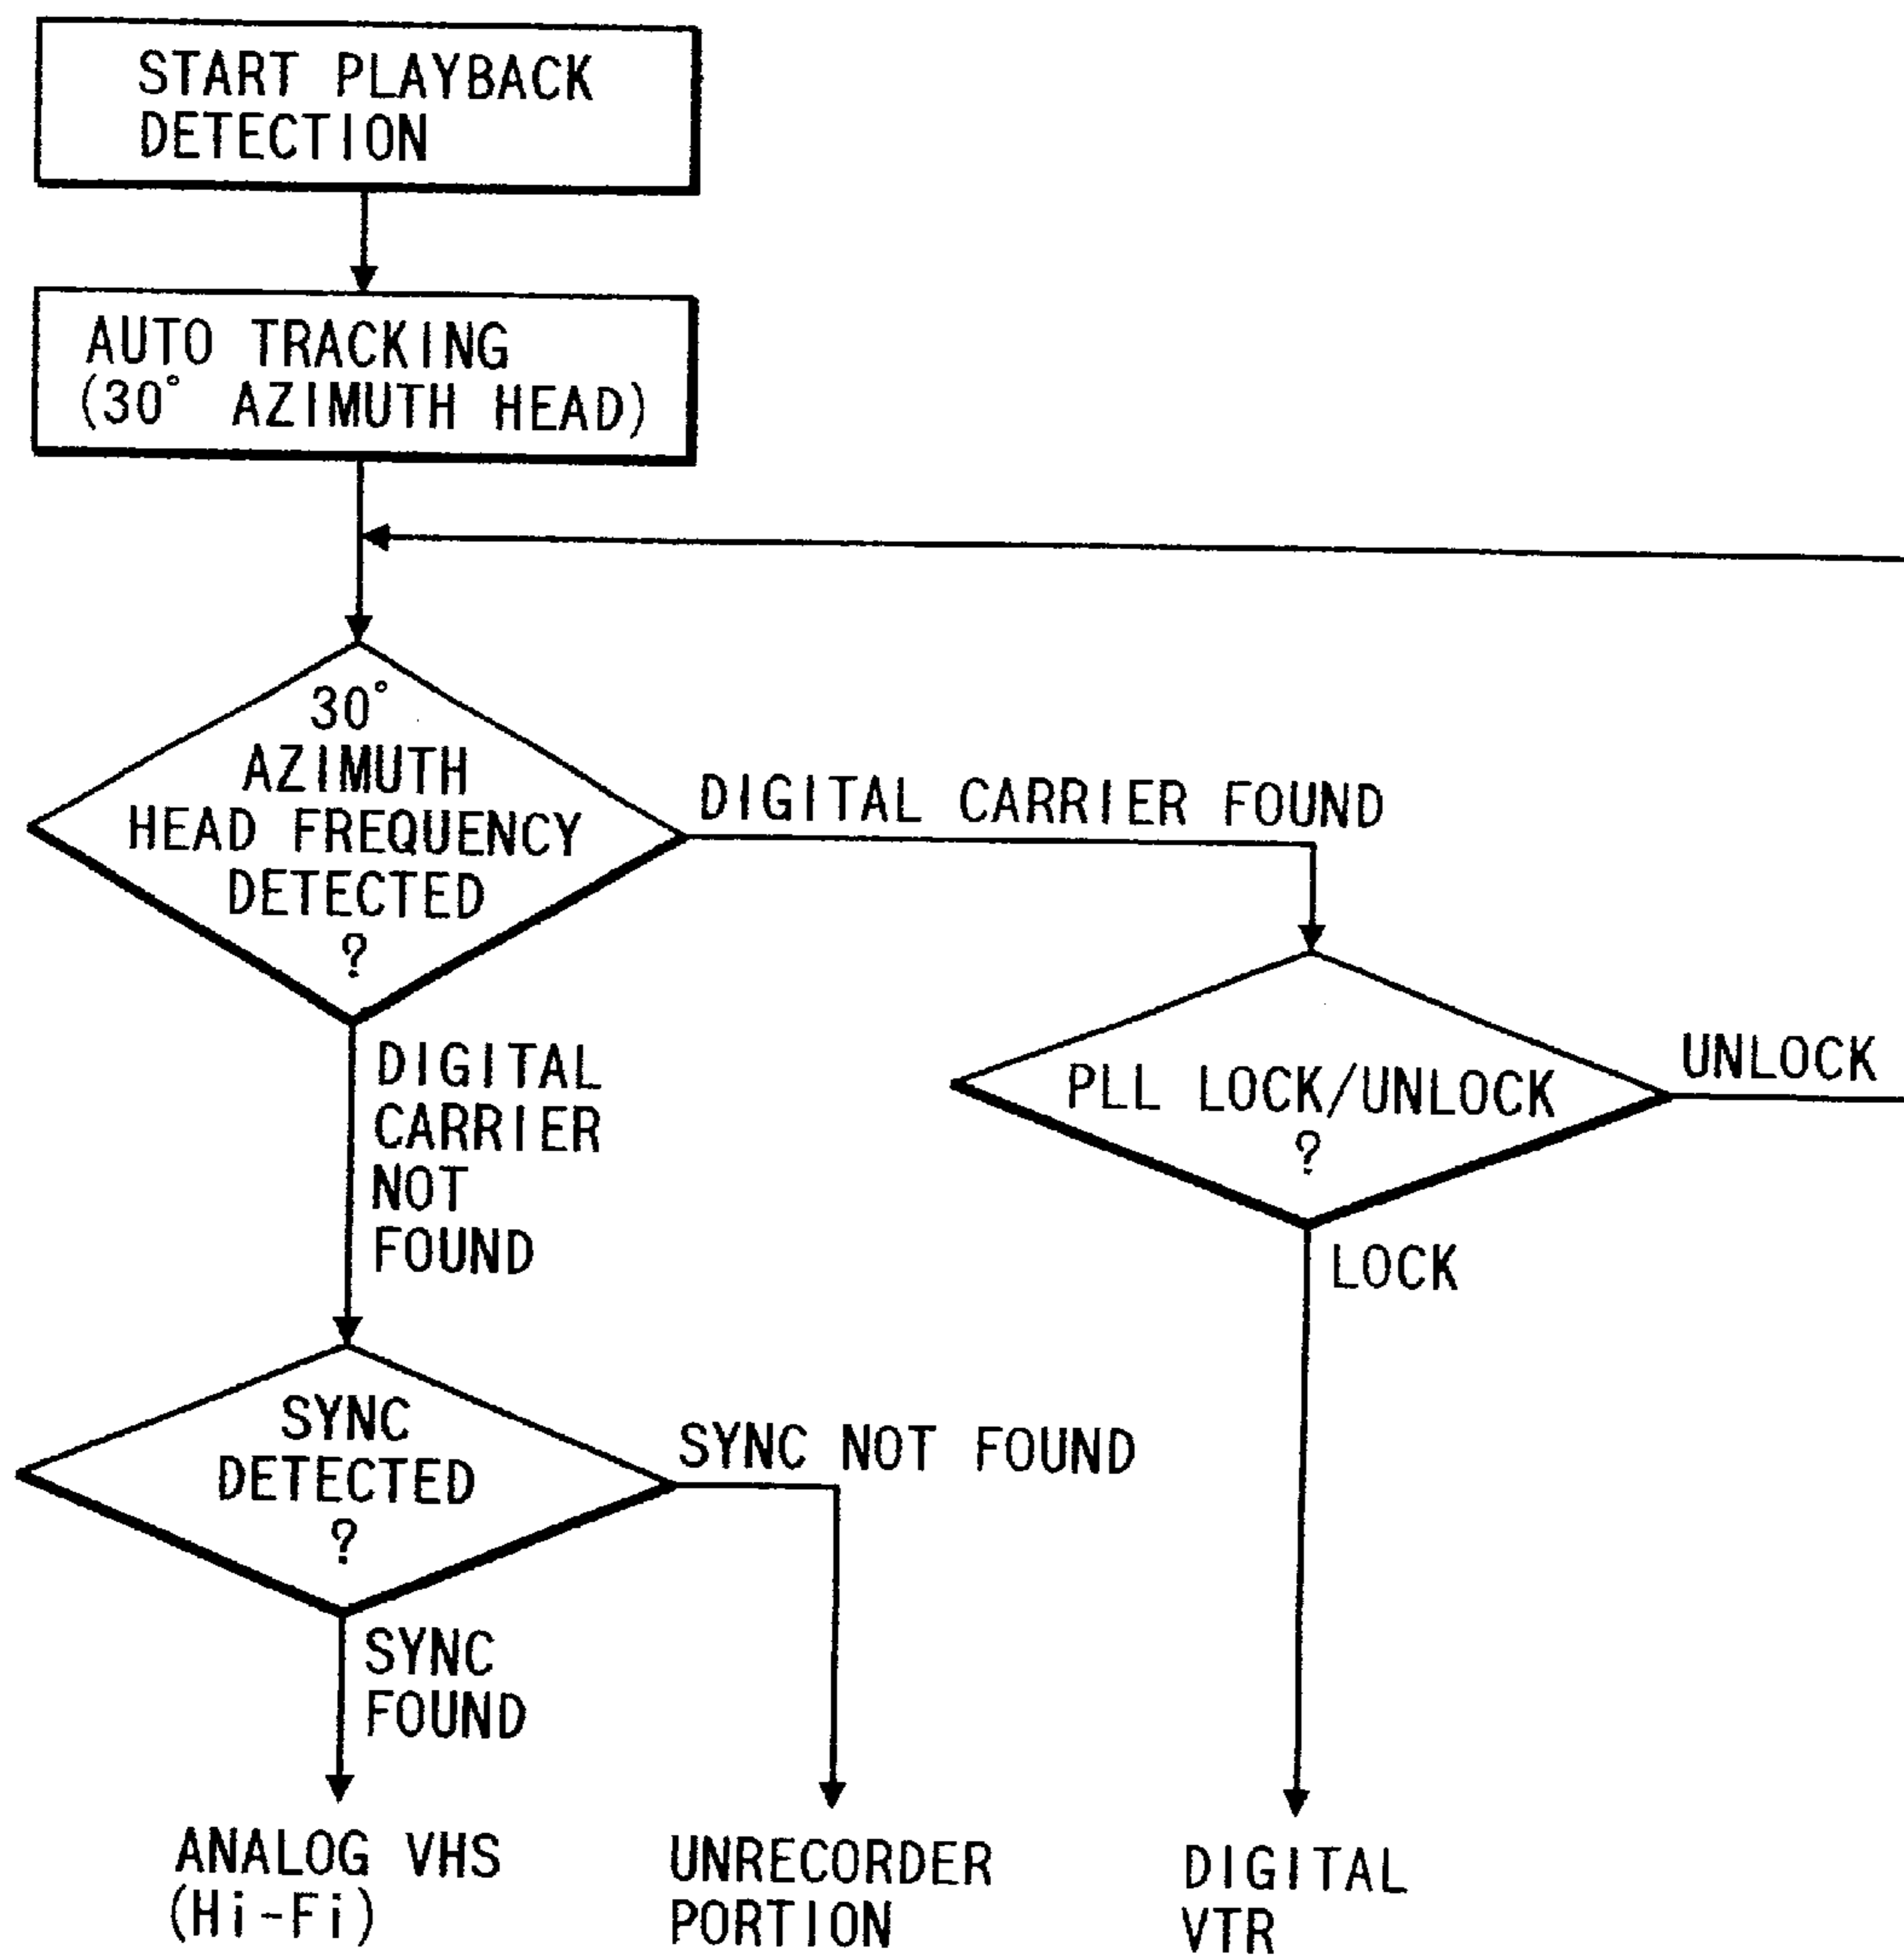 START PLAYBACK
DETECTION
AUTO TRACKING
(30° AZIMUTH HEAD)
30°
AZIMUTH
HEAD FREQUENCY
DETECTED
?
DIGITAL CARRIER FOUND
DIGITAL
CARRIER
NOT
FOUND
PLL LOCK/UNLOCK
?
UNLOCK
LOCK
SYNC
DETECTED
?
SYNC NOT FOUND
SYNC
FOUND
ANALOG VHS
(Hi-Fi)
UNRECORDER
PORTION
DIGITAL
VTR